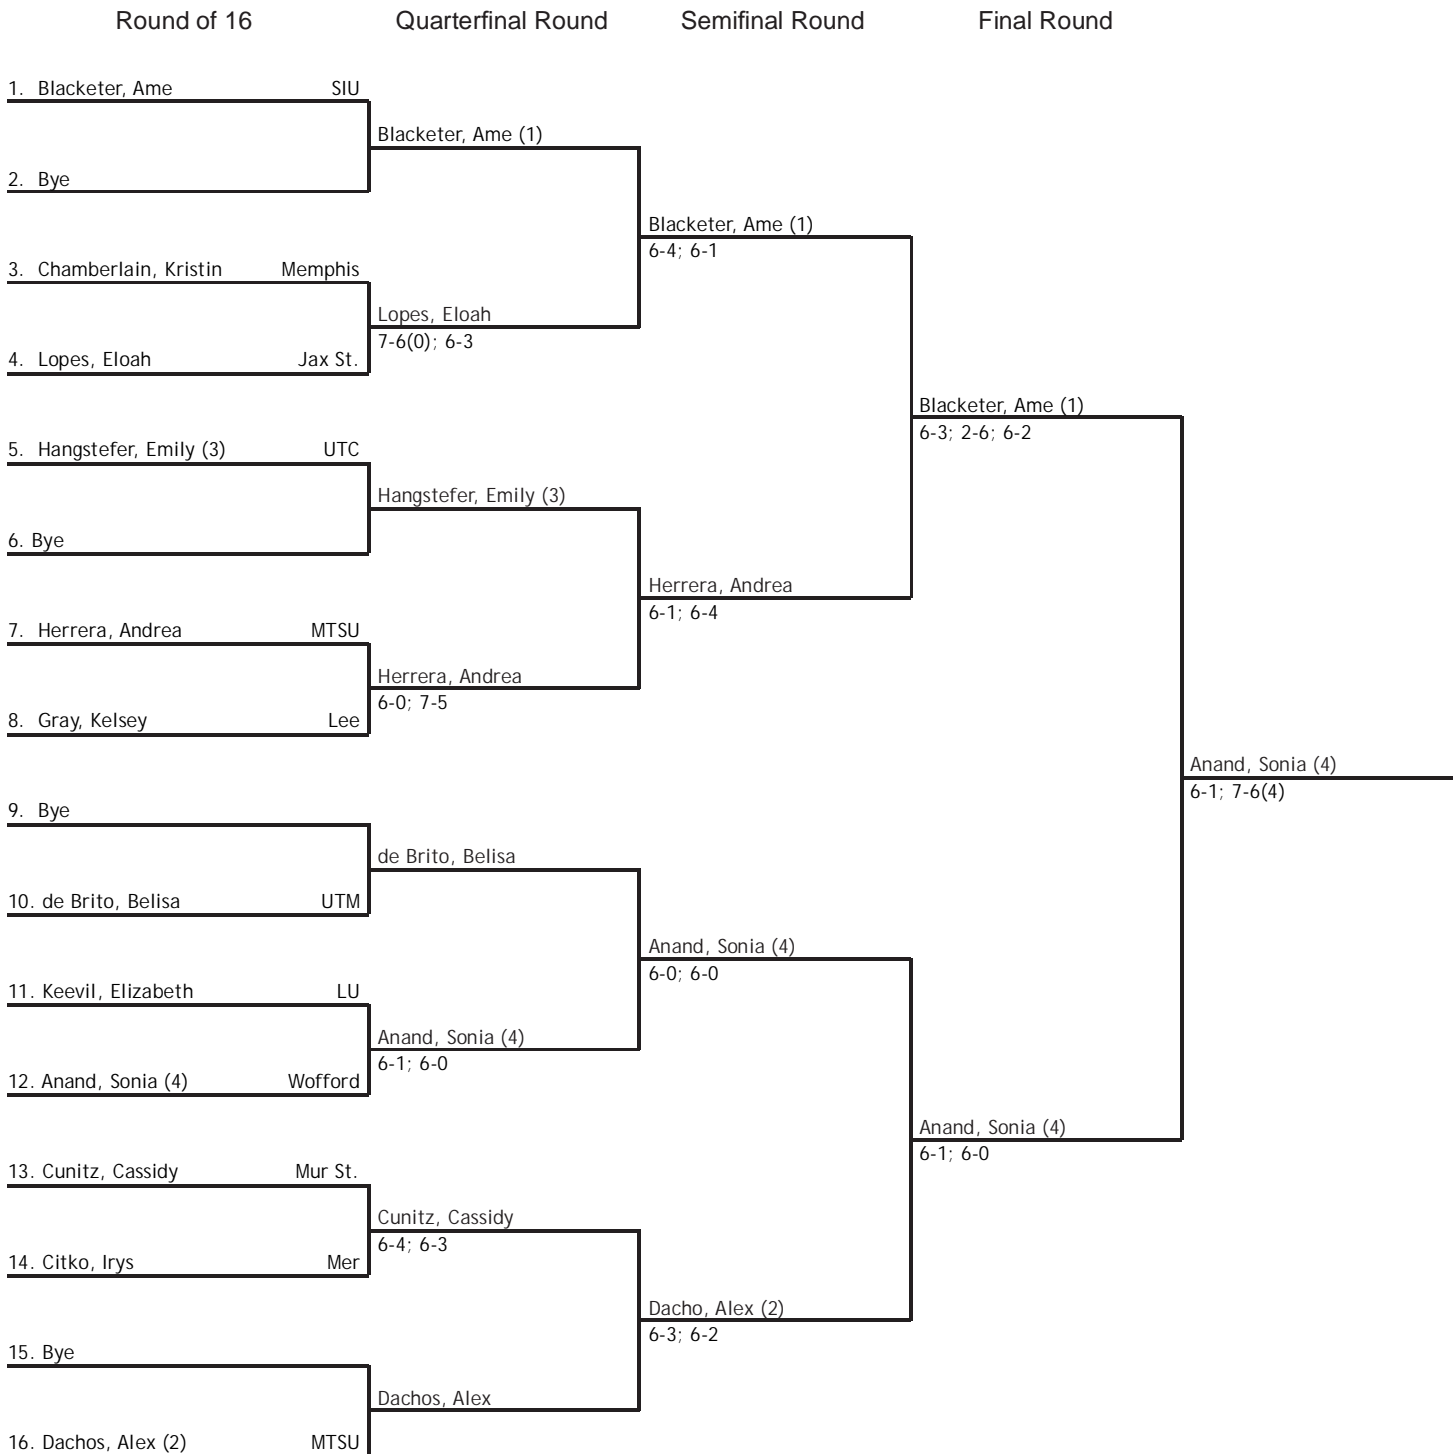 Round of 16 Quarterfinal Round Semifinal Round Final Round
1. Blacketer, Ame SIU
Blacketer, Ame (1)
2. Bye
Blacketer, Ame (1)
6-4; 6-1
3. Chamberlain, Kristin Memphis
Lopes, Eloah
7-6(0); 6-3
4. Lopes, Eloah Jax St.
Blacketer, Ame (1)
6-3; 2-6; 6-2
5. Hangstefer, Emily (3) UTC
Hangstefer, Emily (3)
6. Bye
Herrera, Andrea
6-1; 6-4
7. Herrera, Andrea MTSU
Herrera, Andrea
6-0; 7-5
8. Gray, Kelsey Lee
Anand, Sonia (4)
6-1; 7-6(4)
9. Bye
de Brito, Belisa
10. de Brito, Belisa UTM
Anand, Sonia (4)
6-0; 6-0
11. Keevil, Elizabeth LU
Anand, Sonia (4)
6-1; 6-0
12. Anand, Sonia (4) Wofford
Anand, Sonia (4)
6-1; 6-0
13. Cunitz, Cassidy Mur St.
Cunitz, Cassidy
6-4; 6-3
14. Citko, Irys Mer
Dacho, Alex (2)
6-3; 6-2
15. Bye
Dachos, Alex
16. Dachos, Alex (2) MTSU